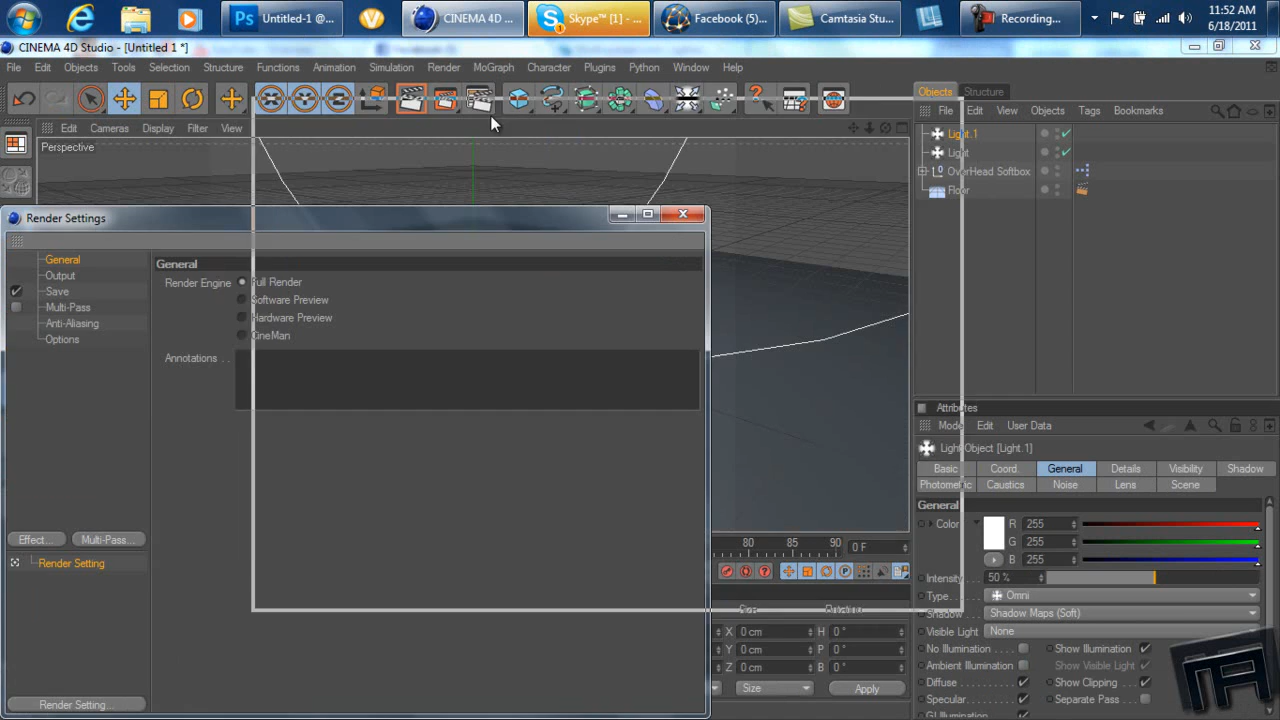 Untitled-1 @...
CINEMA 4D ...
Skype™ [1] - ...
Facebook (5)...
Camtasia Stu...
Recording...
11:52 AM
6/18/2011
CINEMA 4D Studio - [Untitled 1 *]
File Edit Objects Tools Selection Structure Functions Animation Simulation Render MoGraph Character Plugins Python Window Help
Objects Structure
Edit Cameras Display Filter View
File Edit View Objects Tags Bookmarks
Perspective
Light.1
Light
OverHead Softbox
Floor
Render Settings
General
Output
Save
Multi-Pass
Anti-Aliasing
Options
General
Render Engine Full Render
Software Preview
Hardware Preview
CineMan
Annotations . .
Effect... Multi-Pass...
Render Setting
Render Setting...
80 85 90 0 F
Size Rotation
X 0 cm H 0 °
Y 0 cm P 0 °
Z 0 cm B 0 °
Size Apply
Attributes
Mode Edit User Data
Light Object [Light.1]
Basic Coord. General Details Visibility Shadow
Photometric Caustics Noise Lens Scene
General
Color R 255
G 255
B 255
Intensity 50 %
Type . . . . Omni
Shadow . . . Shadow Maps (Soft)
Visible Light None
No Illumination . . . . Show Illumination
Ambient Illumination Show Visible Light
Diffuse . . . . . . . . . Show Clipping . . .
Specular. . . . . . . . Separate Pass . .
GI Illumination